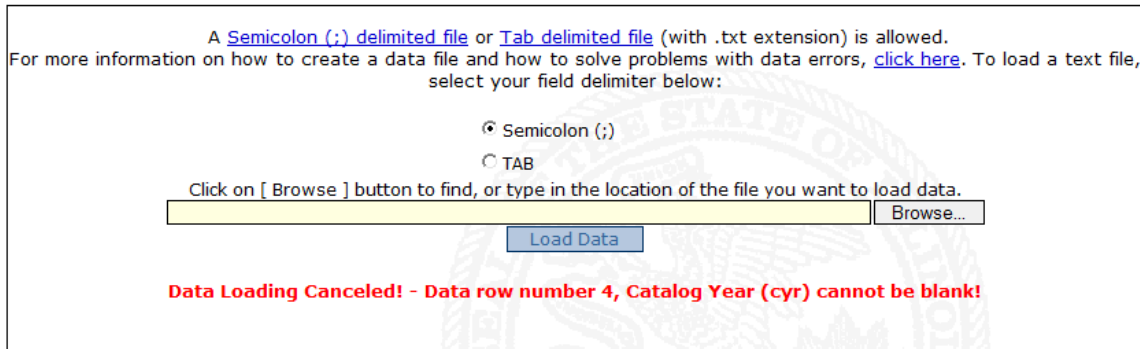 A Semicolon (;) delimited file or Tab delimited file (with .txt extension) is allowed.
For more information on how to create a data file and how to solve problems with data errors, click here. To load a text file,
select your field delimiter below:
Semicolon (;)
TAB
Click on [ Browse ] button to find, or type in the location of the file you want to load data.
Browse...
Load Data
Data Loading Canceled! - Data row number 4, Catalog Year (cyr) cannot be blank!
THE STATE OF